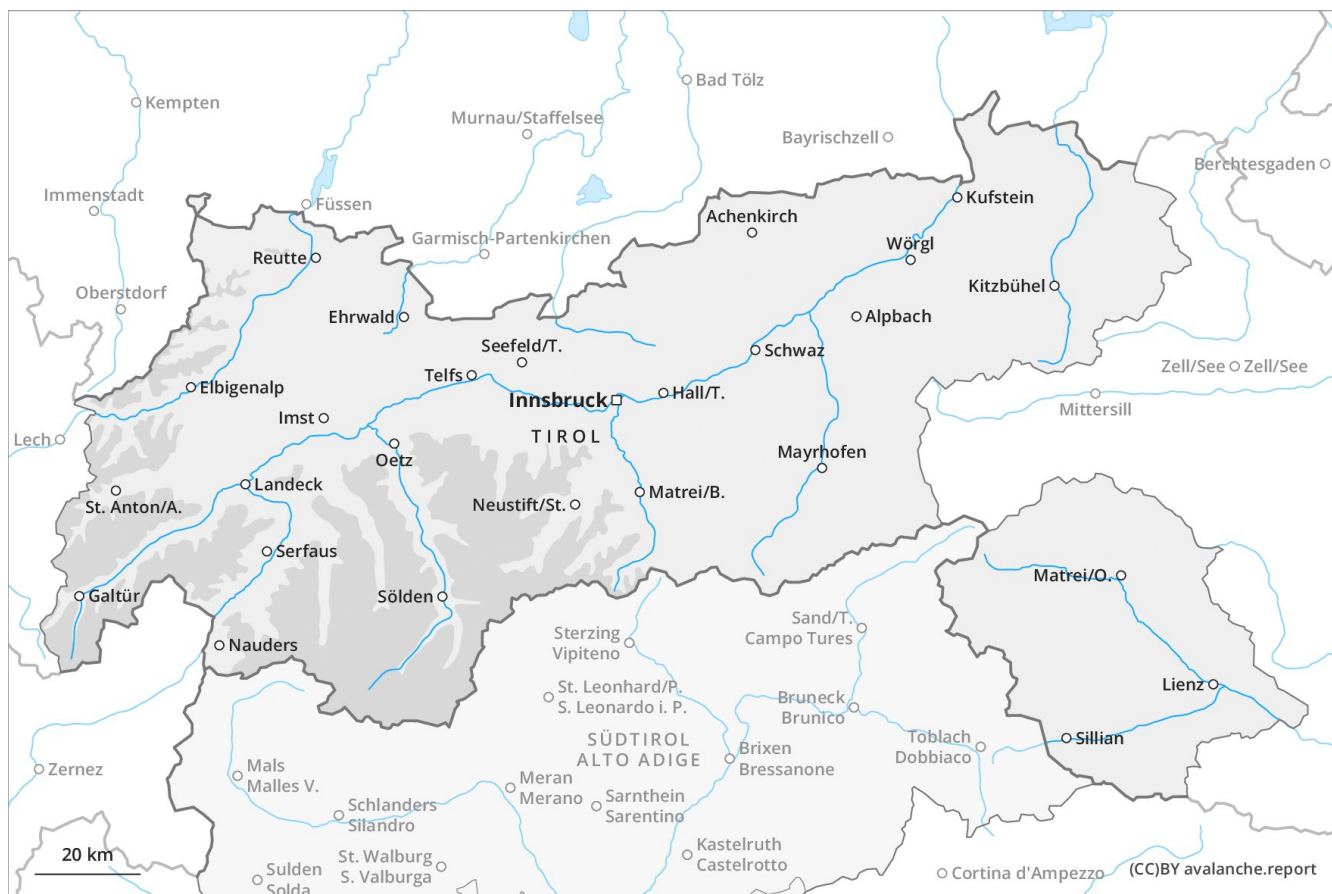 Kempten
Bad Tölz
Murnau/Staffelsee
Bayrischzell
Berchtesgaden
Immenstadt
Füssen
Kufstein
Achenkirch
Garmisch-Partenkirchen
Wörgl
Reutte
Kitzbühel
Oberstdorf
Ehrwald
Alpbach
Seefeld/T.
Schwaz
Telfs
Zell/See
Zell/See
Elbigenalp
Innsbruck
Hall/T.
Mittersill
Imst
TIROL
Lech
Oetz
Mayrhofen
Landeck
St. Anton/A.
Neustift/St.
Matrei/B.
Serfaus
Matrei/O.
Galtür
Sölden
Sand/T.
Campo Tures
Sterzing
Vipiteno
Nauders
Lienz
St. Leonhard/P.
S. Leonardo i. P.
Bruneck
Brunico
SÜDTIROL
ALTO ADIGE
Toblach
Dobbiaco
Sillian
Brixen
Bressanone
Zernez
Mals
Malles V.
Meran
Merano
Sarnthein
Sarentino
Schlanders
Silandro
Kastelruth
Castelrotto
20 km
St. Walburg
S. Valburga
Sulden
Solda
Cortina d'Ampezzo
(CC)BY avalanche.report